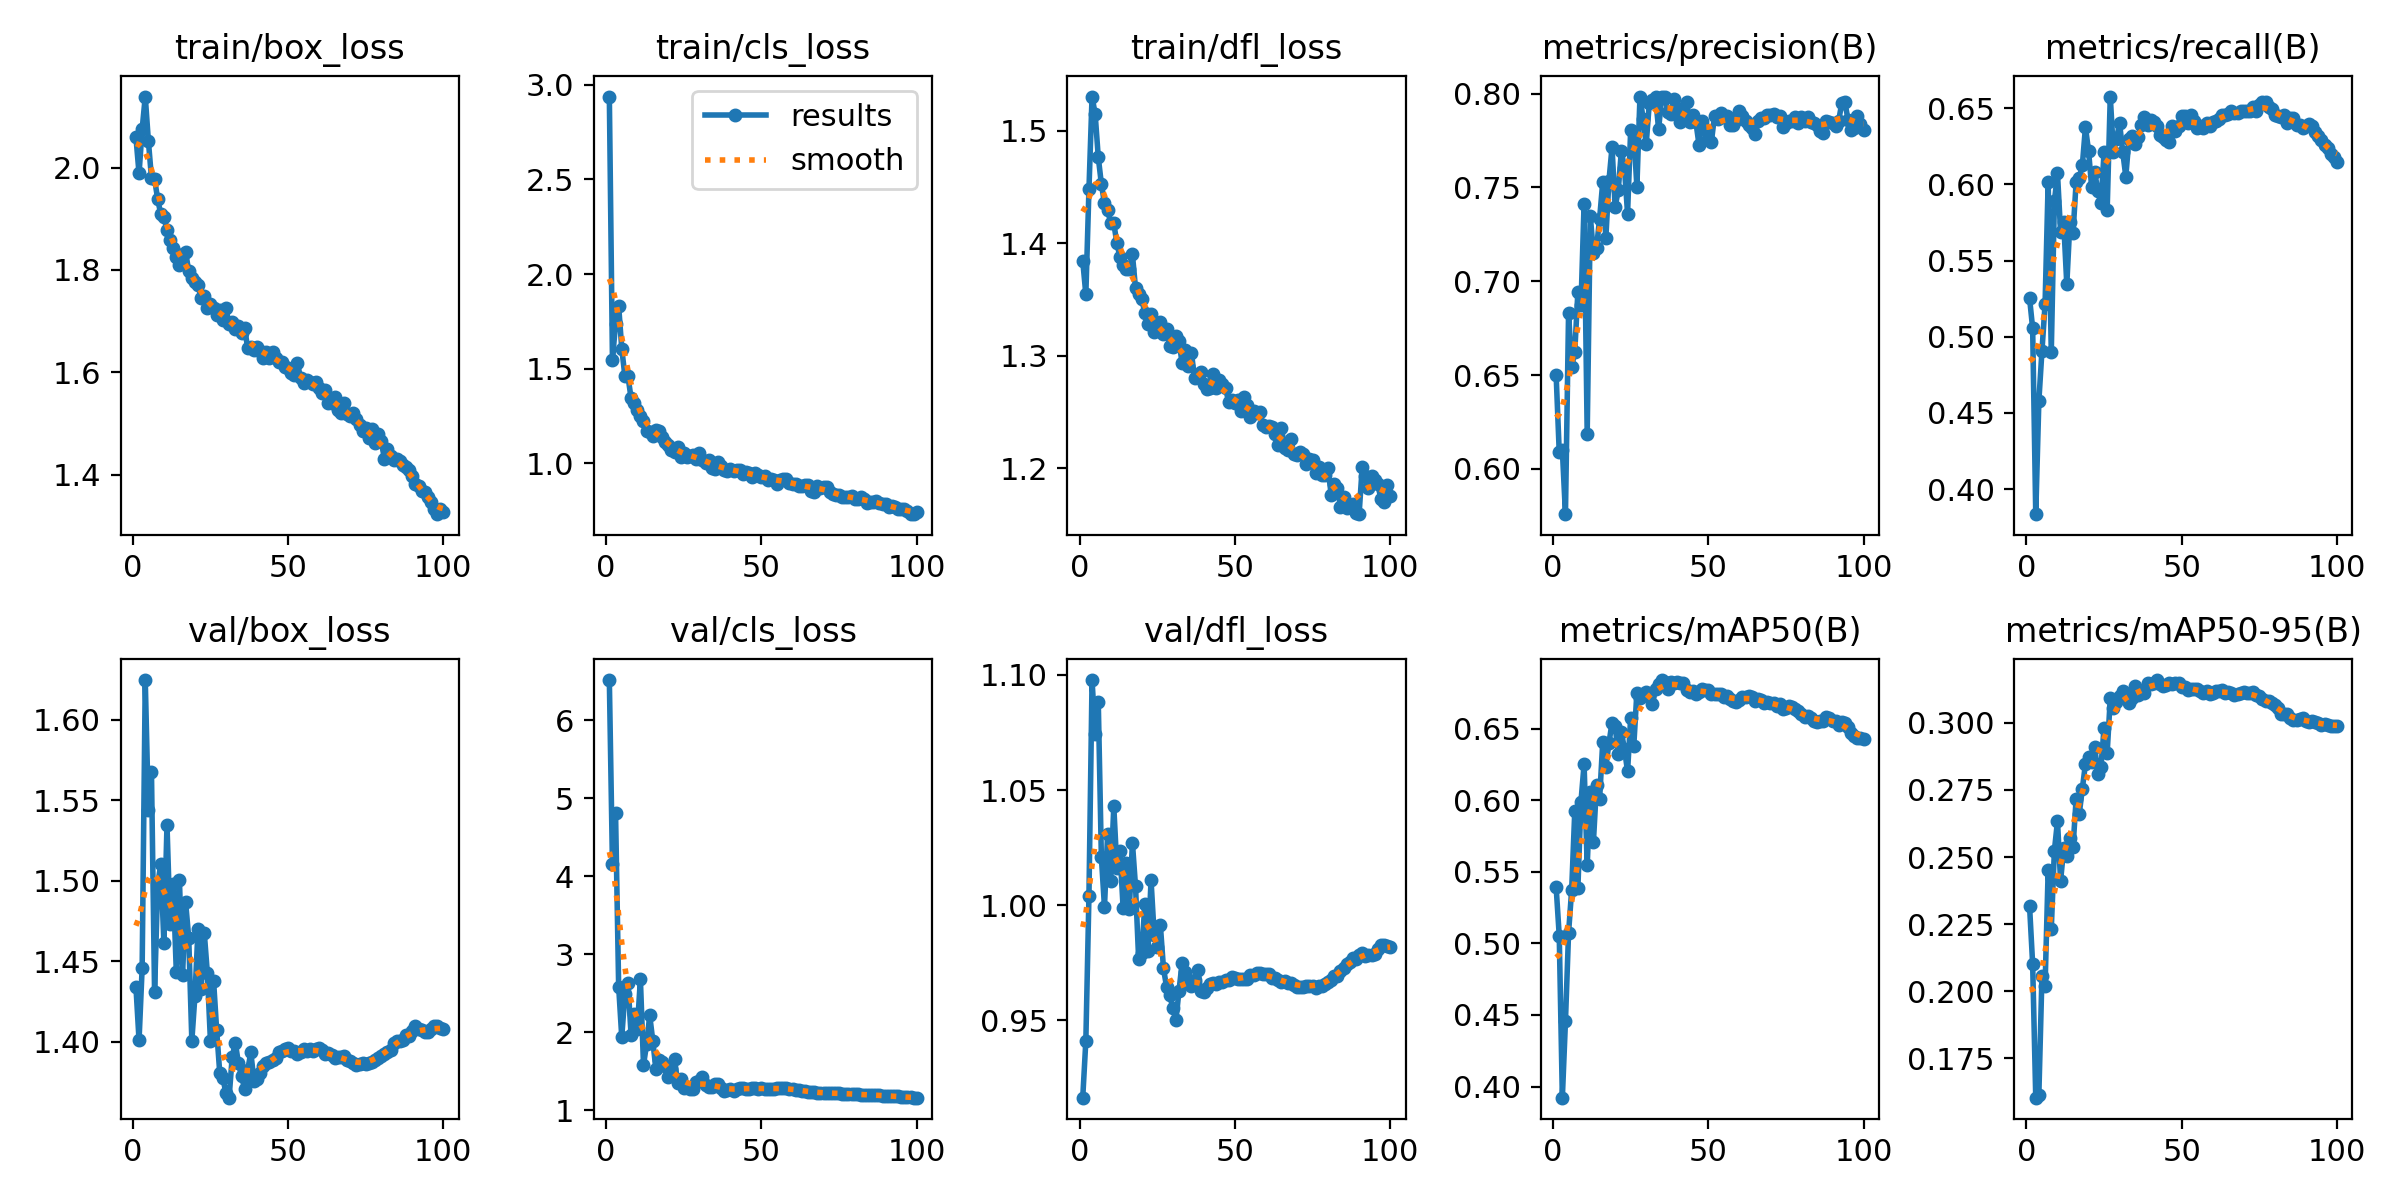 train/box_loss
2.0
1.8
1.6
1.4
0 50 100
train/cls_loss
3.0
2.5
2.0
1.5
1.0
results
smooth
0 50 100
train/dfl_loss
1.5
1.4
1.3
1.2
0 50 100
metrics/precision(B)
0.80
0.75
0.70
0.65
0.60
0 50 100
metrics/recall(B)
0.65
0.60
0.55
0.50
0.45
0.40
0 50 100
val/box_loss
1.60
1.55
1.50
1.45
1.40
0 50 100
val/cls_loss
6
5
4
3
2
1
0 50 100
val/dfl_loss
1.10
1.05
1.00
0.95
0 50 100
metrics/mAP50(B)
0.65
0.60
0.55
0.50
0.45
0.40
0 50 100
metrics/mAP50-95(B)
0.300
0.275
0.250
0.225
0.200
0.175
0 50 100